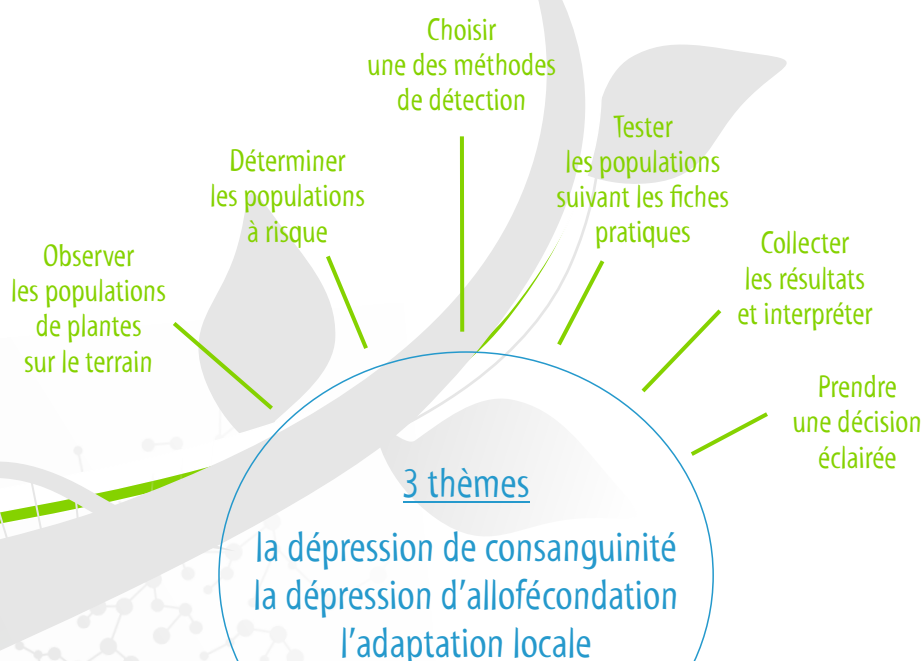 Observer
les populations
de plantes
sur le terrain
Déterminer
les populations
à risque
Choisir
une des méthodes
de détection
Tester
les populations
suivant les fiches
pratiques
Collecter
les résultats
et interpréter
Prendre
une décision
éclairée
3 thèmes
la dépression de consanguinité
la dépression d'allofécondation
l'adaptation locale